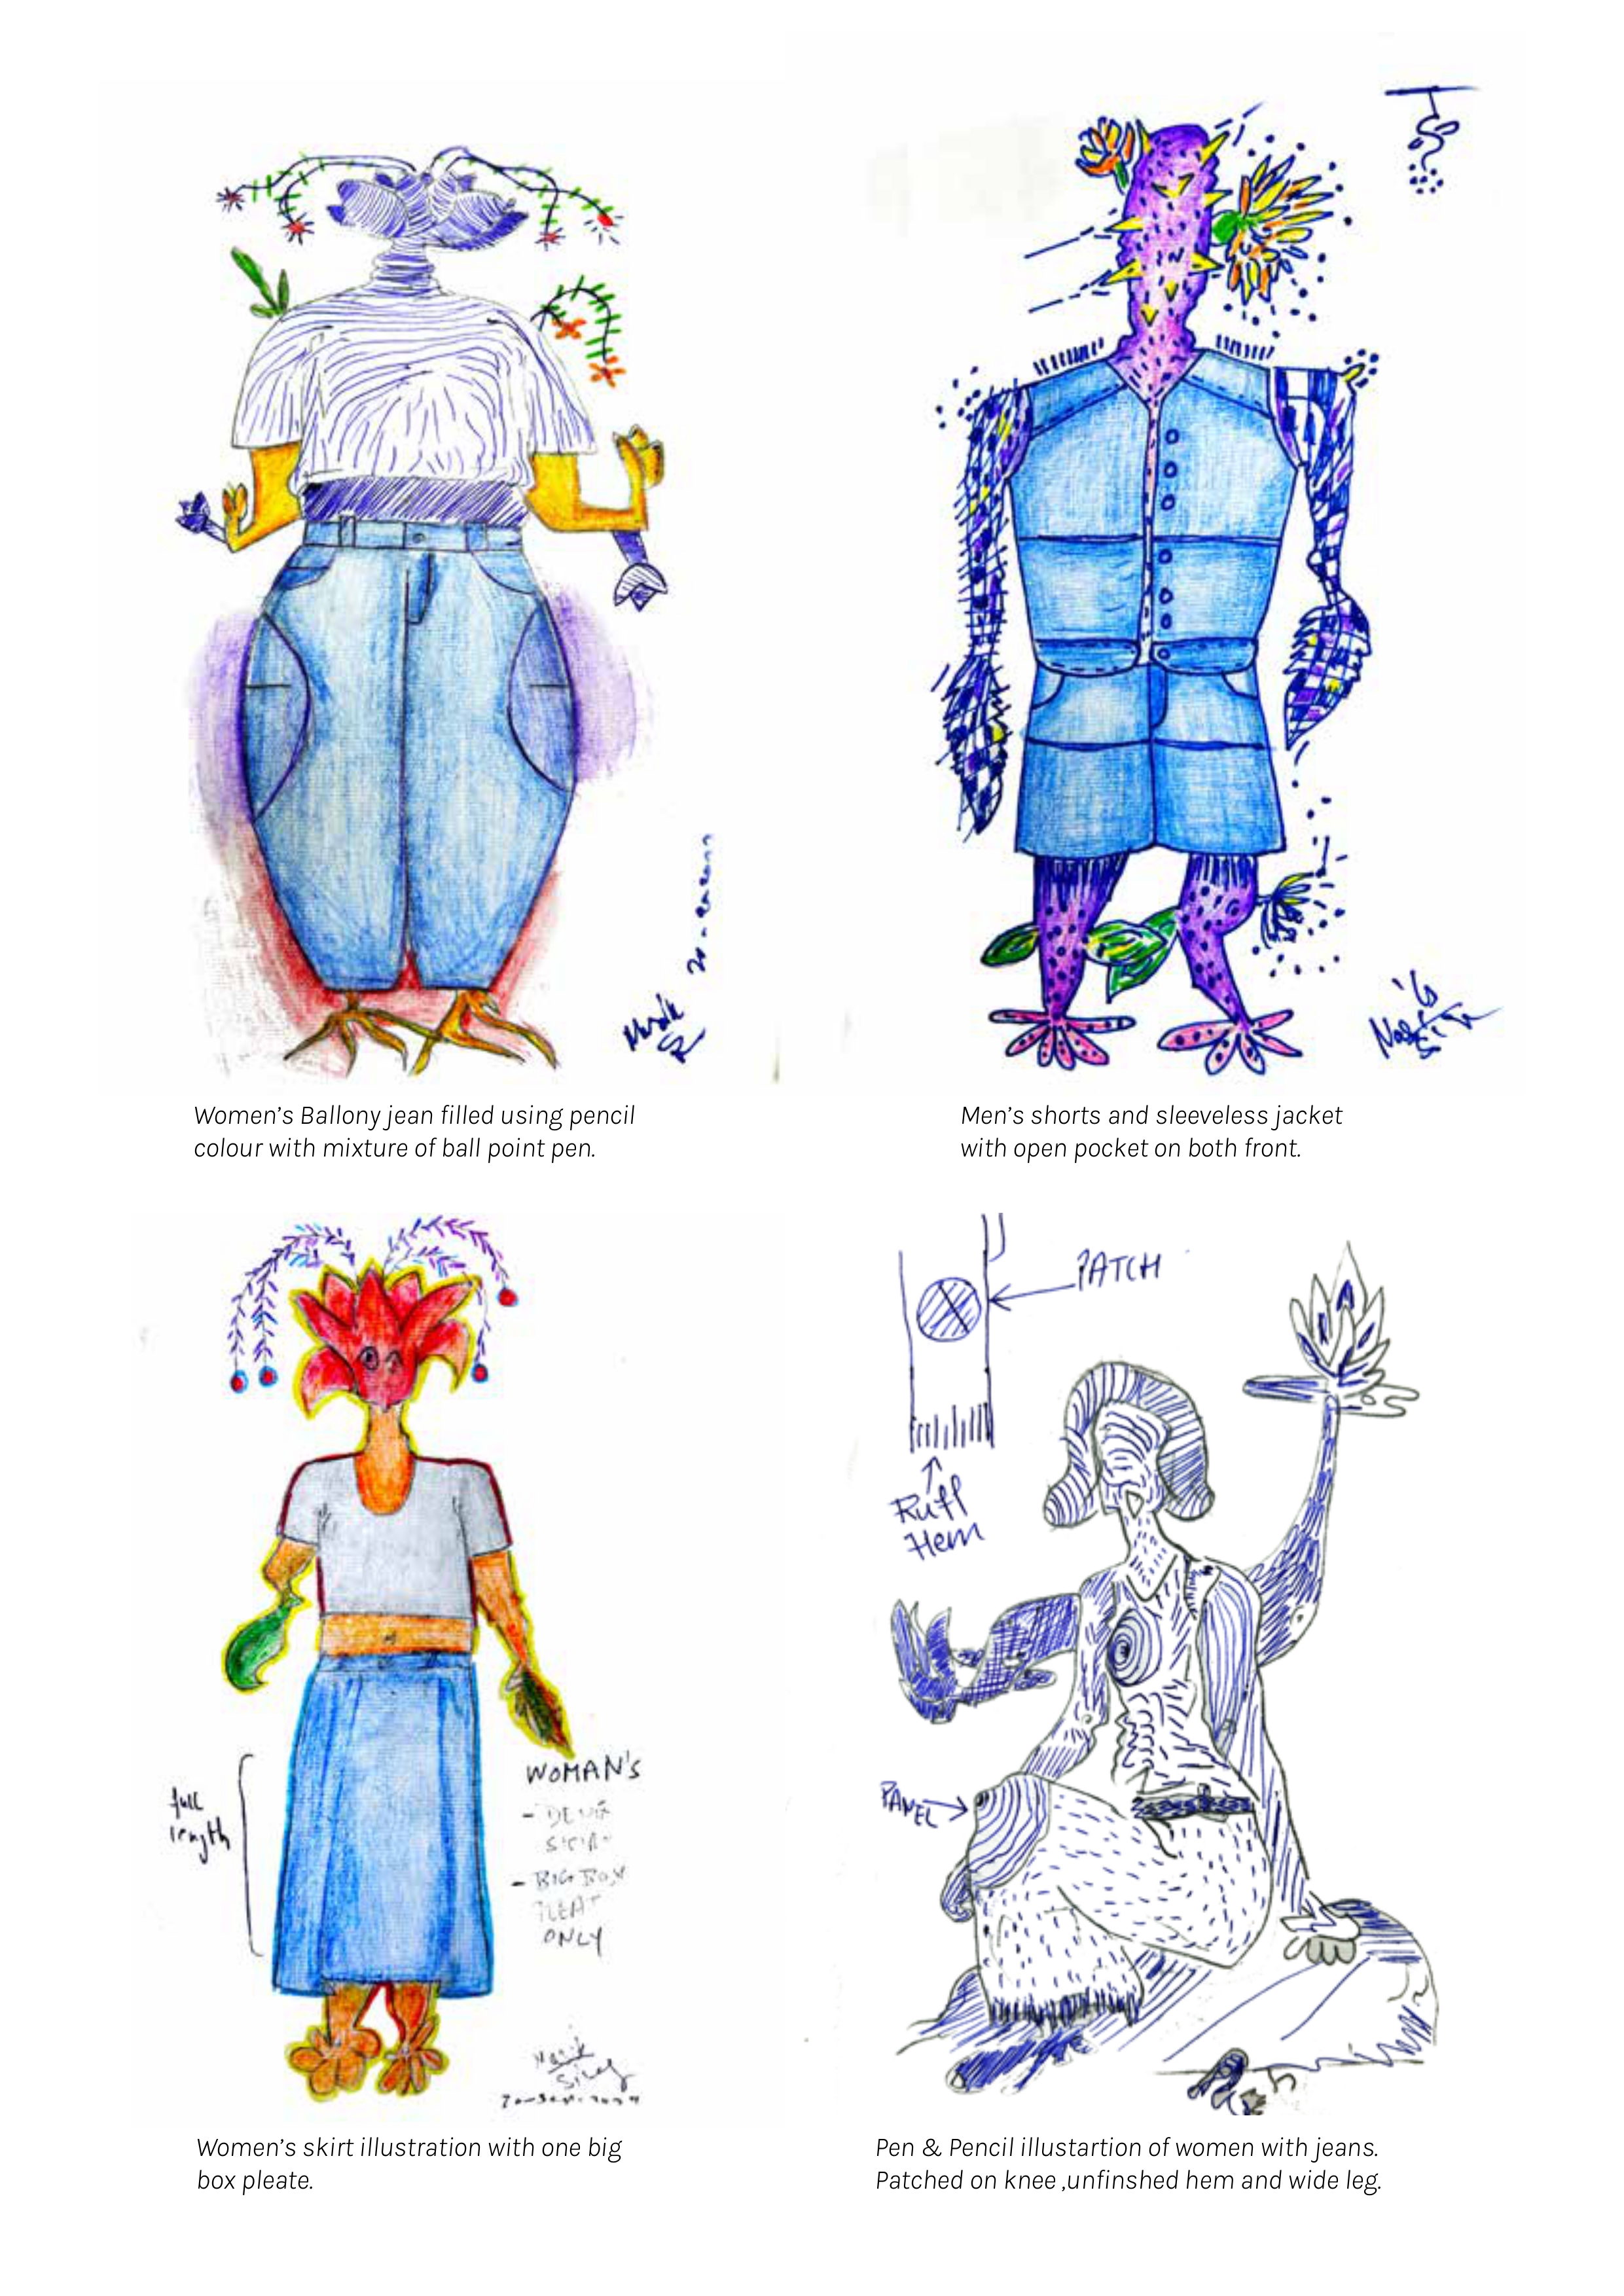 Women's Ballony jean filled using pencil
colour with mixture of ball point pen.
Men's shorts and sleeveless jacket
with open pocket on both front.
full
length
WOMAN'S
- BIG BOX
PLEAT
ONLY
Women's skirt illustration with one big
box pleate.
PATCH
Ruff
Hem
PANEL
Pen & Pencil illustartion of women with jeans.
Patched on knee ,unfinshed hem and wide leg.